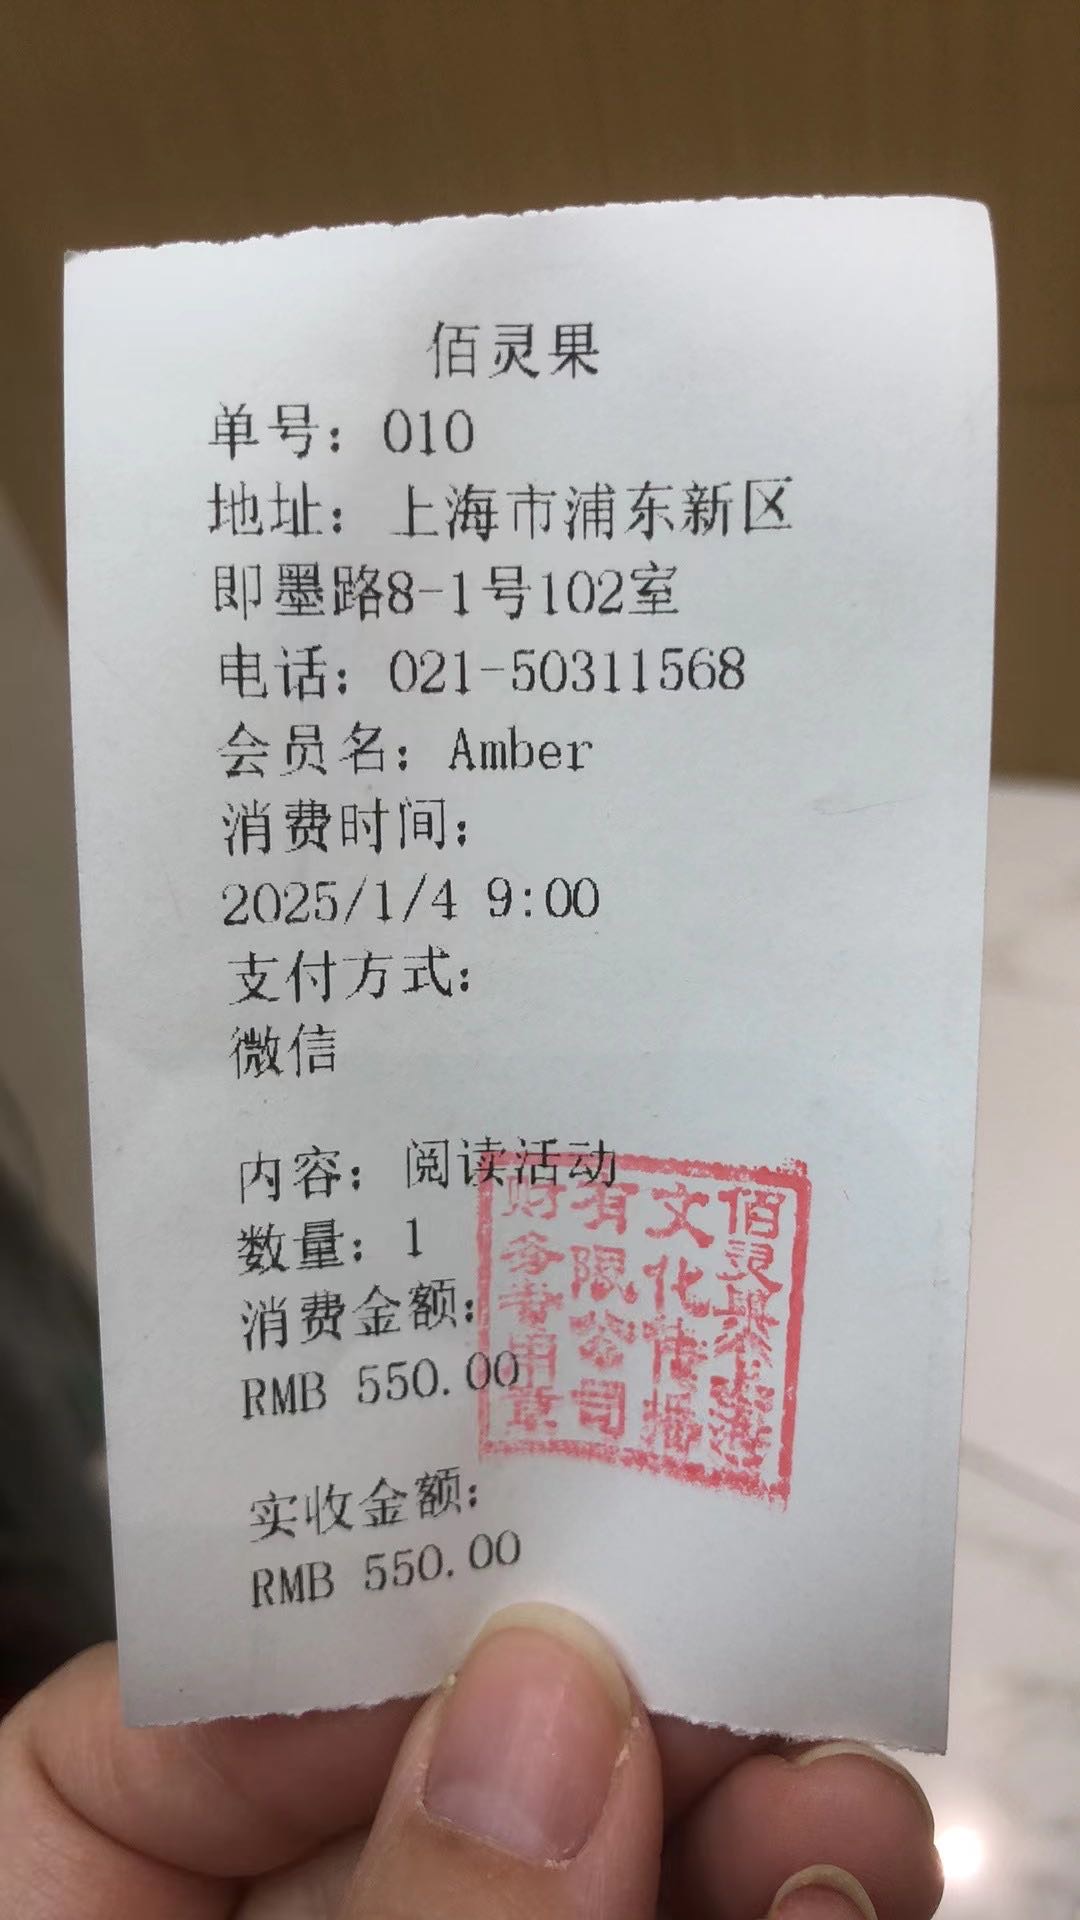 佰灵果
单号：010
地址：上海市浦东新区
即墨路8-1号102室
电话：021-50311568
会员名：Amber
消费时间：
2025/1/4 9:00
支付方式：
微信
内容：阅读活动
数量：1
消费金额：
RMB 550.00
实收金额：
RMB 550.00
佰灵果（上海）
文化传播
有限公司
财务专用章